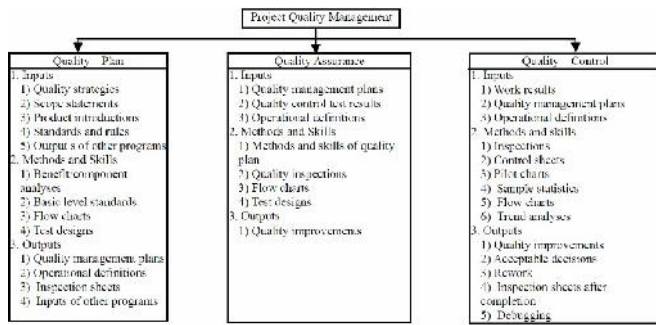 Project Quality Management
Quality Plan
1. Inputs
1) Quality strategies
2) Scope statements
3) Product introductions
4) Standards and rules
5) Output s of other programs
2. Methods and Skills
1) Benefit/component
analyses
2) Basic level standards
3) Flow charts
4) Test designs
3. Outputs
1) Quality management plans
2) Operational definitions
3) Inspection sheets
4) Inputs of other programs
Quality Assurance
1. Inputs
1) Quality management plans
2) Quality control test results
3) Operational definitions
2. Methods and Skills
1) Methods and skills of quality
plan
2) Quality inspections
3) Flow charts
4) Test designs
3. Outputs
1) Quality improvements
Quality Control
1. Inputs
1) Work results
2) Quality management plans
3) Operational definitions
2. Methods and skills
1) Inspections
2) Control sheets
3) Pilot charts
4) Sample statistics
5) Flow charts
6) Trend analyses
3. Outputs
1) Quality improvements
2) Acceptable decisions
3) Rework
4) Inspection sheets after
completion
5) Debugging